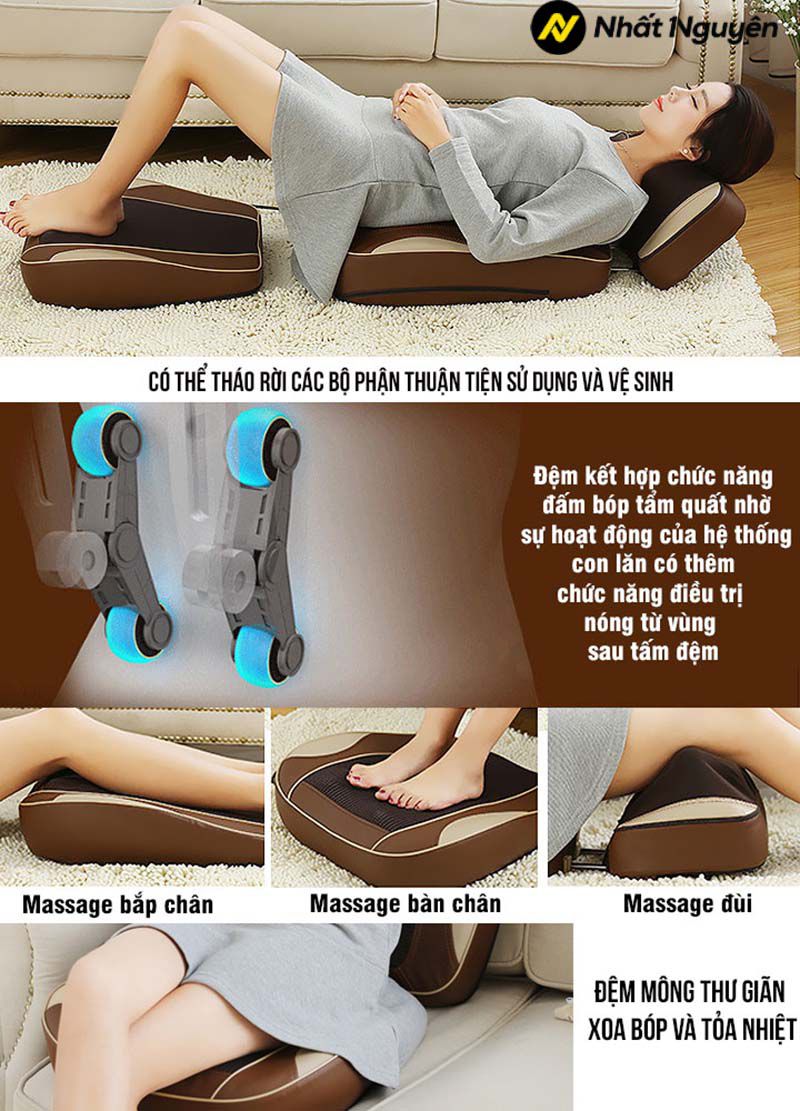 Nhất Nguyên
CÓ THỂ THÁO RỜI CÁC BỘ PHẬN THUẬN TIỆN SỬ DỤNG VÀ VỆ SINH
Đệm kết hợp chức năng
đấm bóp tẩm quất nhờ
sự hoạt động của hệ thống
con lăn có thêm
chức năng điều trị
nóng từ vùng
sau tấm đệm
Massage bắp chân
Massage bàn chân
Massage đùi
ĐỆM MÔNG THƯ GIÃN
XOA BÓP VÀ TỎA NHIỆT